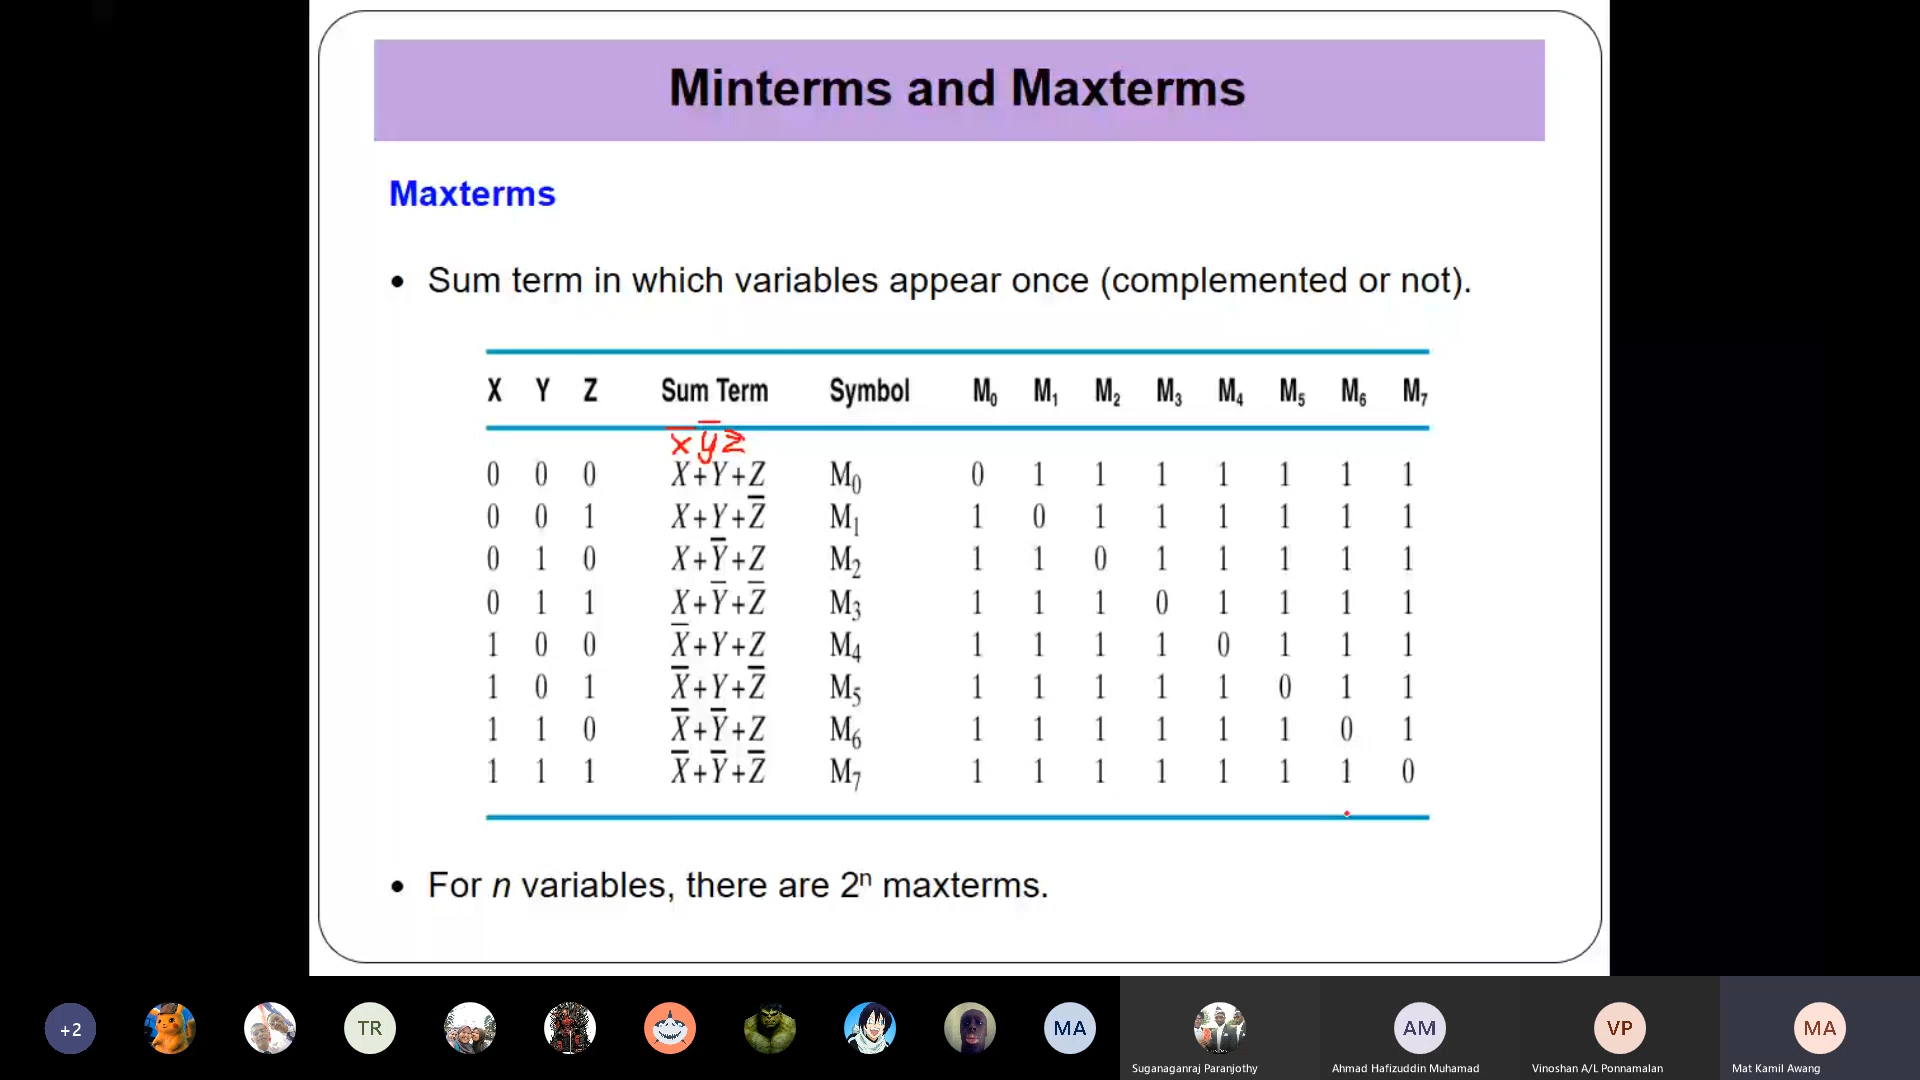 Minterms and Maxterms
Maxterms
• Sum term in which variables appear once (complemented or not).
X Y Z Sum Term Symbol M₀ M₁ M₂ M₃ M₄ M₅ M₆ M₇
x̅ y̅ z̅
0 0 0 X+Y+Z M₀ 0 1 1 1 1 1 1 1
0 0 1 X+Y+Z̅ M₁ 1 0 1 1 1 1 1 1
0 1 0 X+Y̅+Z M₂ 1 1 0 1 1 1 1 1
0 1 1 X+Y̅+Z̅ M₃ 1 1 1 0 1 1 1 1
1 0 0 X̅+Y+Z M₄ 1 1 1 1 0 1 1 1
1 0 1 X̅+Y+Z̅ M₅ 1 1 1 1 1 0 1 1
1 1 0 X̅+Y̅+Z M₆ 1 1 1 1 1 1 0 1
1 1 1 X̅+Y̅+Z̅ M₇ 1 1 1 1 1 1 1 0
• For n variables, there are 2ⁿ maxterms.
+2 TR MA AM VP MA
Suganaganraj Paranjothy Ahmad Hafizuddin Muhamad Vinoshan A/L Ponnamalan Mat Kamil Awang